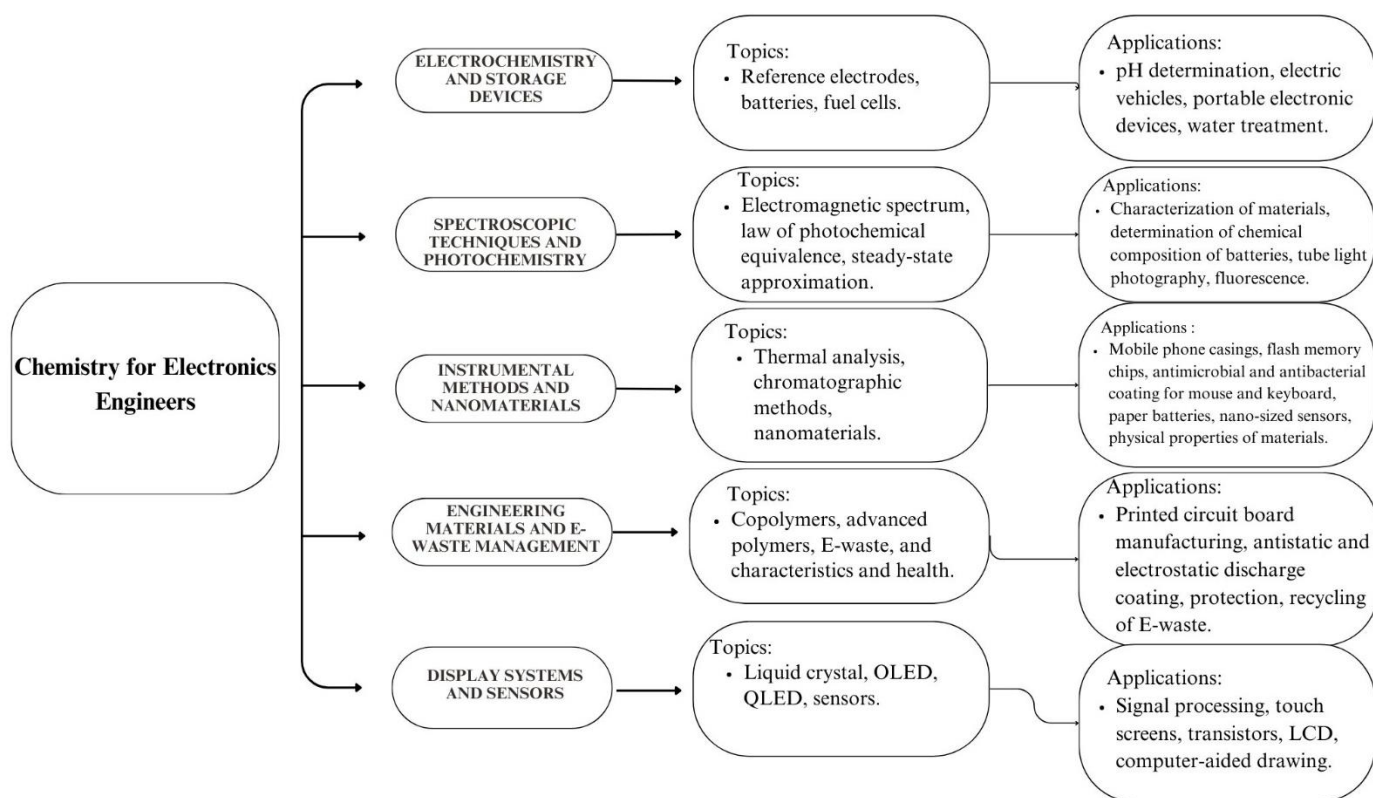 Chemistry for Electronics
Engineers
ELECTROCHEMISTRY
AND STORAGE
DEVICES
Topics:
• Reference electrodes,
batteries, fuel cells.
Applications:
• pH determination, electric
vehicles, portable electronic
devices, water treatment.
SPECTROSCOPIC
TECHNIQUES AND
PHOTOCHEMISTRY
Topics:
• Electromagnetic spectrum,
law of photochemical
equivalence, steady-state
approximation.
Applications:
• Characterization of materials,
determination of chemical
composition of batteries, tube light
photography, fluorescence.
INSTRUMENTAL
METHODS AND
NANOMATERIALS
Topics:
• Thermal analysis,
chromatographic
methods,
nanomaterials.
Applications :
• Mobile phone casings, flash memory
chips, antimicrobial and antibacterial
coating for mouse and keyboard,
paper batteries, nano-sized sensors,
physical properties of materials.
ENGINEERING
MATERIALS AND E-
WASTE MANAGEMENT
Topics:
• Copolymers, advanced
polymers, E-waste, and
characteristics and health.
Applications:
• Printed circuit board
manufacturing, antistatic and
electrostatic discharge
coating, protection, recycling
of E-waste.
DISPLAY SYSTEMS
AND SENSORS
Topics:
• Liquid crystal, OLED,
QLED, sensors.
Applications:
• Signal processing, touch
screens, transistors, LCD,
computer-aided drawing.